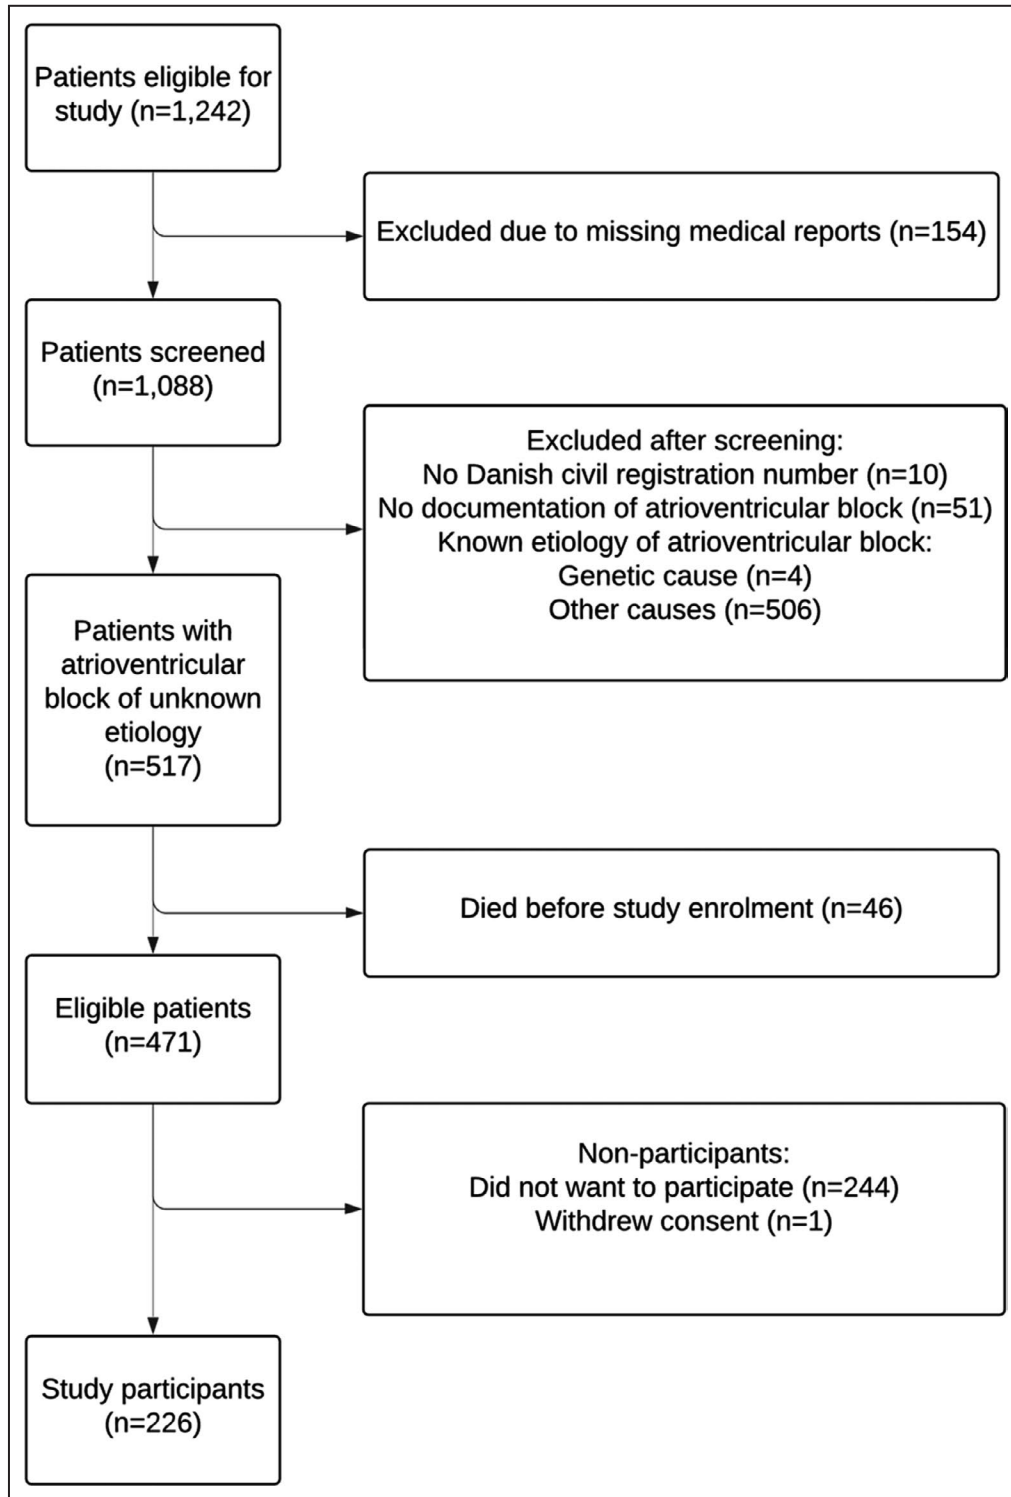 Patients eligible for
study (n=1,242)
Excluded due to missing medical reports (n=154)
Patients screened
(n=1,088)
Excluded after screening:
No Danish civil registration number (n=10)
No documentation of atrioventricular block (n=51)
Known etiology of atrioventricular block:
Genetic cause (n=4)
Other causes (n=506)
Patients with
atrioventricular
block of unknown
etiology
(n=517)
Died before study enrolment (n=46)
Eligible patients
(n=471)
Non-participants:
Did not want to participate (n=244)
Withdrew consent (n=1)
Study participants
(n=226)